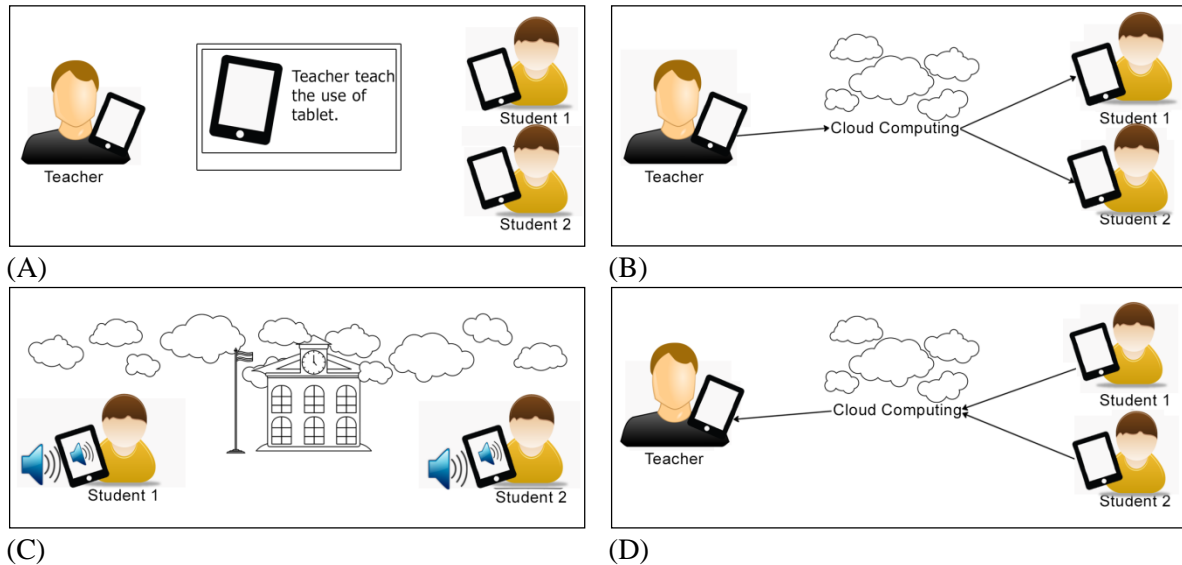 Teacher teach
the use of
tablet.
Teacher
Student 1
Student 2
(A)
Cloud Computing
Teacher
Student 1
Student 2
(B)
Student 1
Student 2
(C)
Cloud Computing
Teacher
Student 1
Student 2
(D)